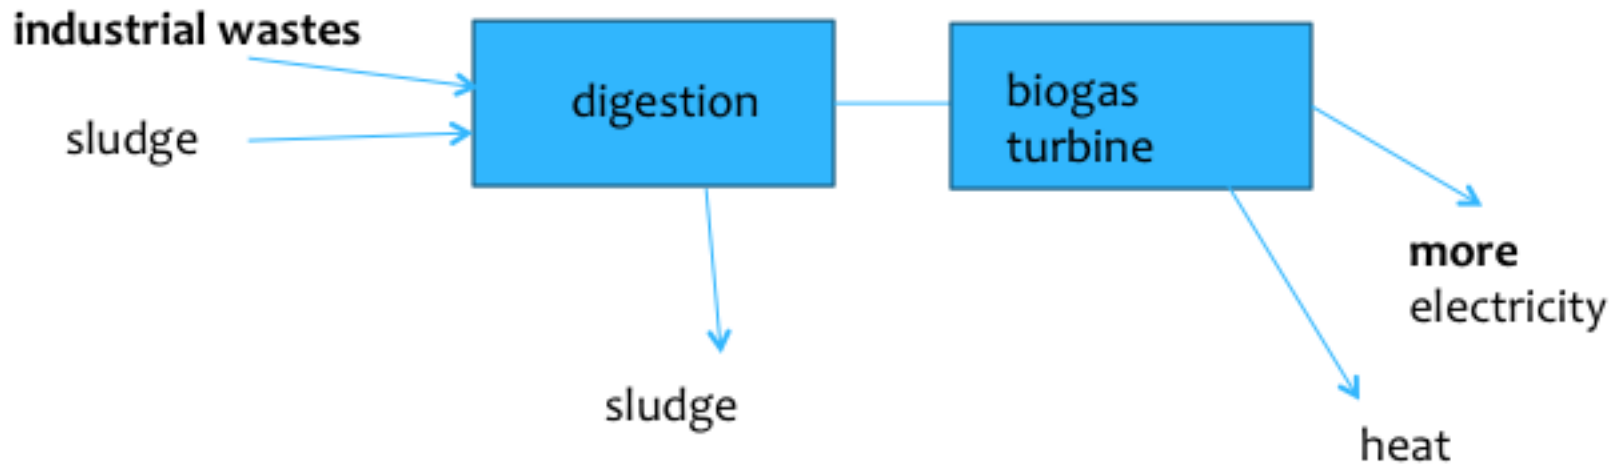 industrial wastes
sludge
digestion
biogas
turbine
more
electricity
sludge
heat